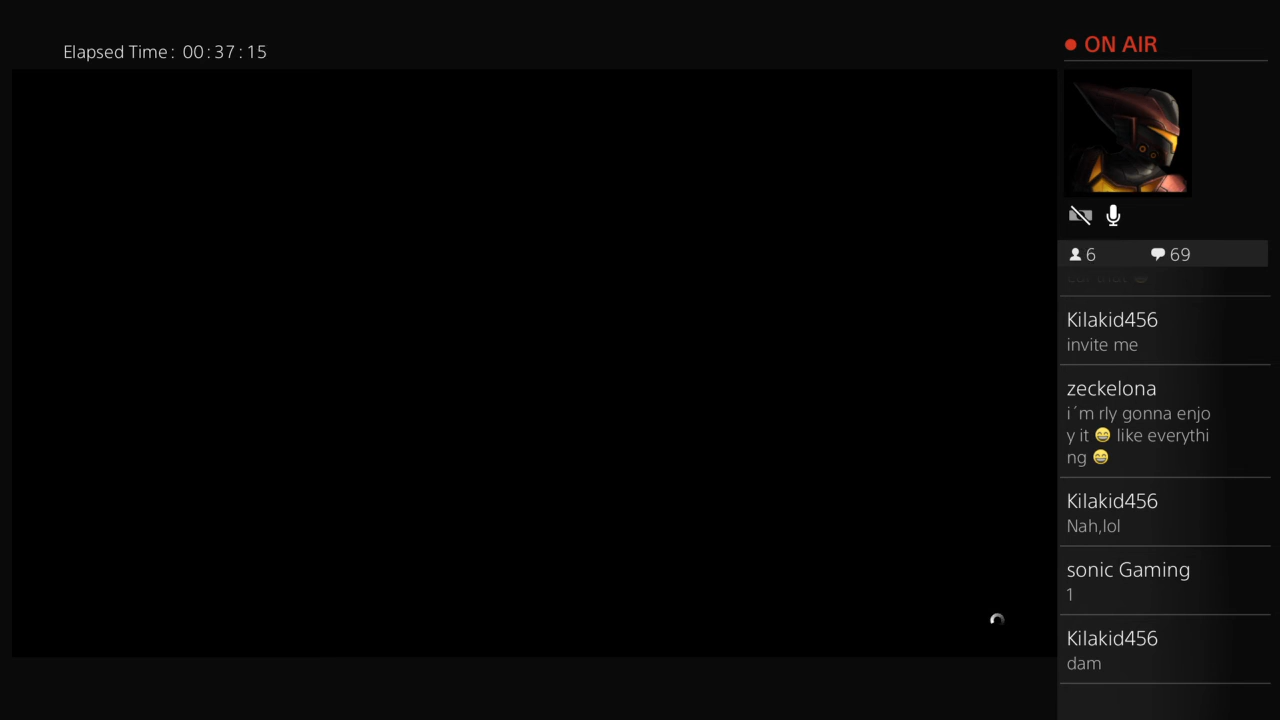 Elapsed Time: 00:37:15
ON AIR
6 69
Kilakid456
invite me
zeckelona
i´m rly gonna enjo
y it 😄 like everythi
ng 😄
Kilakid456
Nah,lol
sonic Gaming
1
Kilakid456
dam